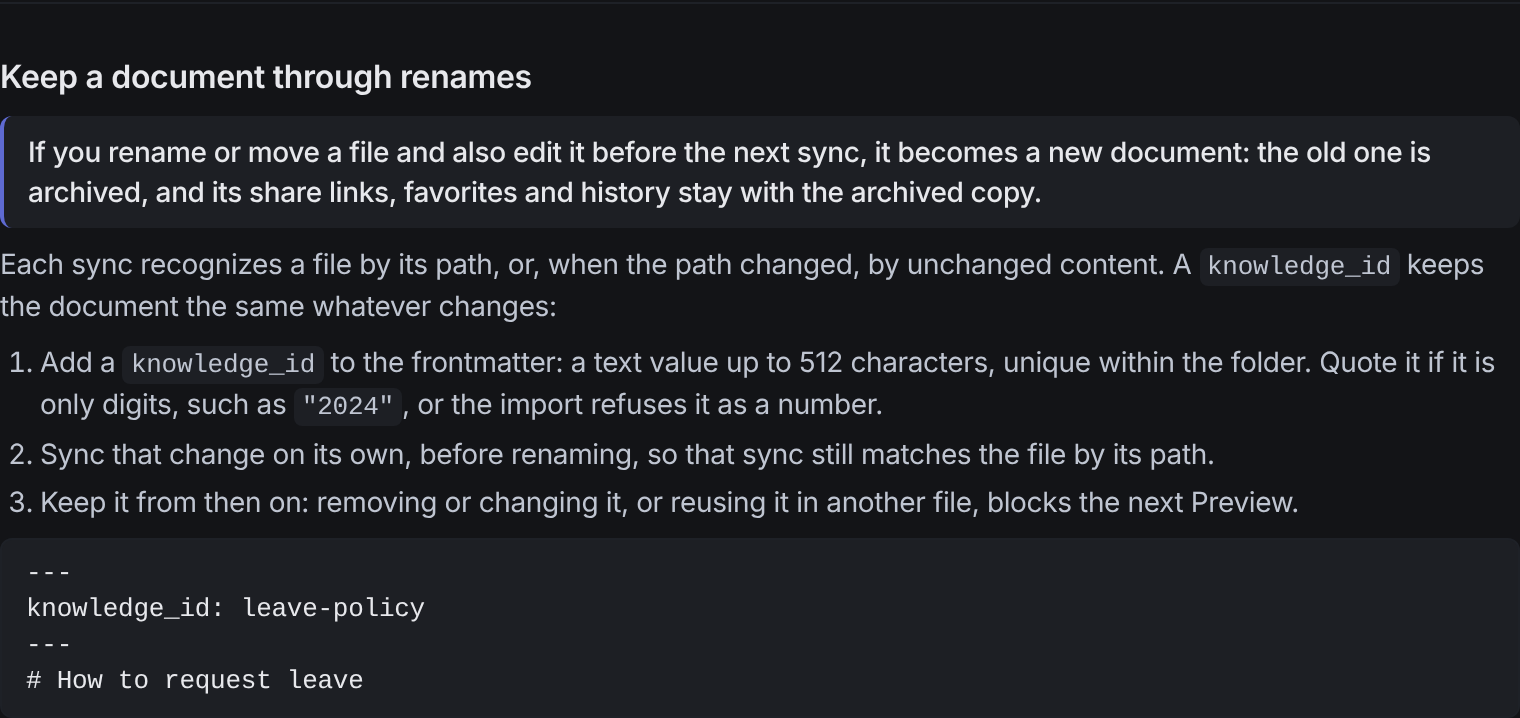 Keep a document through renames
If you rename or move a file and also edit it before the next sync, it becomes a new document: the old one is
archived, and its share links, favorites and history stay with the archived copy.
Each sync recognizes a file by its path, or, when the path changed, by unchanged content. A knowledge_id keeps
the document the same whatever changes:
1. Add a knowledge_id to the frontmatter: a text value up to 512 characters, unique within the folder. Quote it if it is
only digits, such as "2024", or the import refuses it as a number.
2. Sync that change on its own, before renaming, so that sync still matches the file by its path.
3. Keep it from then on: removing or changing it, or reusing it in another file, blocks the next Preview.
---
knowledge_id: leave-policy
---
# How to request leave